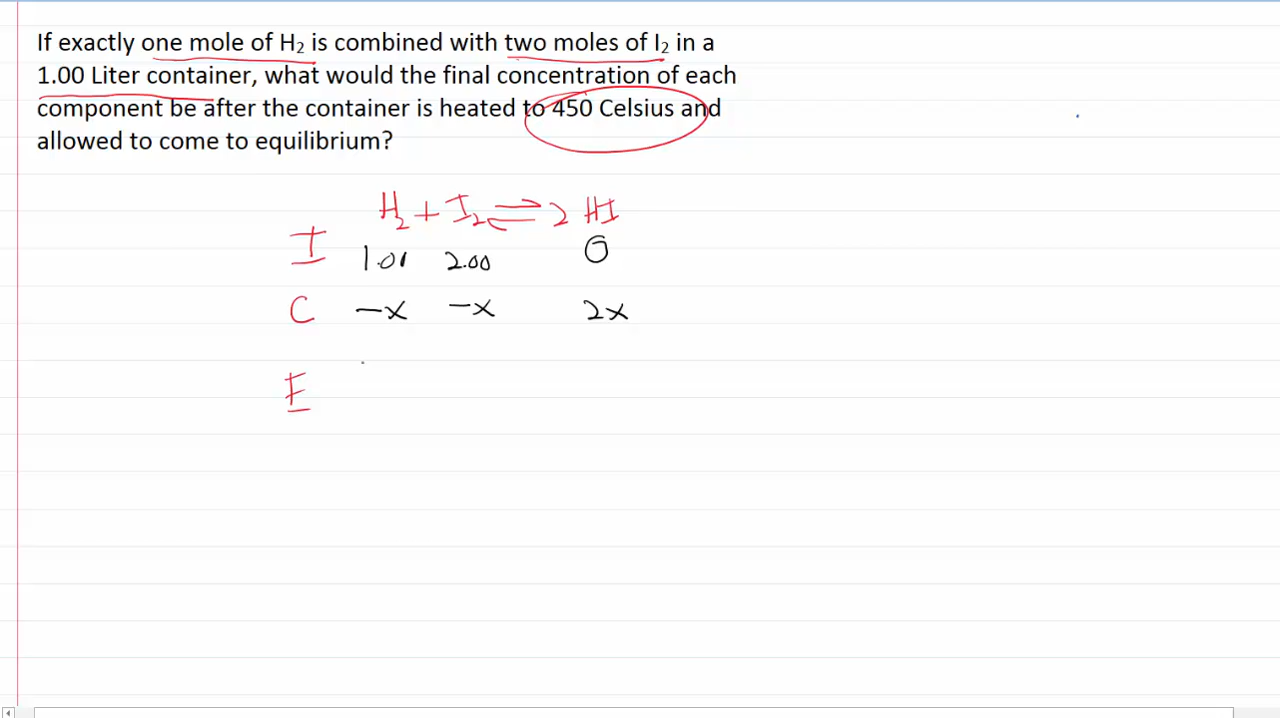 If exactly one mole of H₂ is combined with two moles of I₂ in a
1.00 Liter container, what would the final concentration of each
component be after the container is heated to 450 Celsius and
allowed to come to equilibrium?
H₂ + I₂ ⇌ 2 HI
I 1.00 2.00 0
C -x -x 2x
E